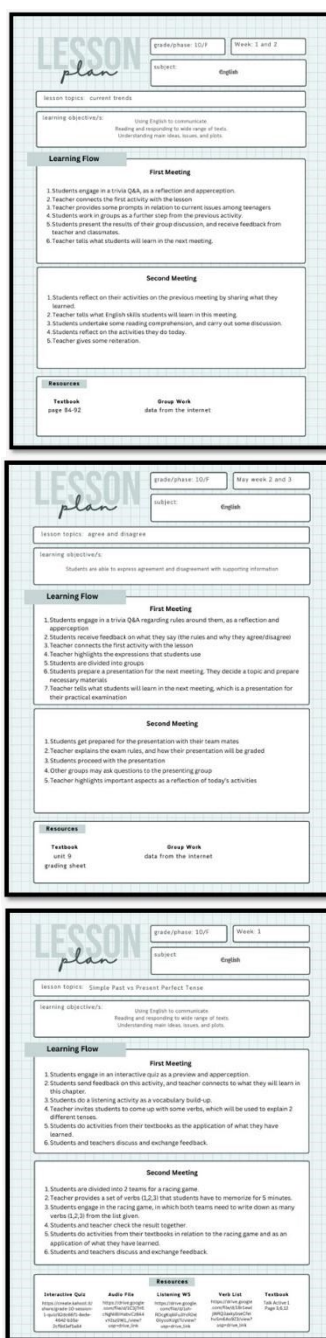 LESSON
plan
grade/phase: 10/F
Week: 1 and 2
subject:
English
lesson topics: current trends
learning objective/s:
Using English to communicate.
Reading and responding to wide range of texts.
Understanding main ideas, issues, and plots.
Learning Flow
First Meeting
1. Students engage in a trivia Q&A, as a reflection and apperception.
2. Teacher connects the first activity with the lesson
3. Teacher provides some prompts in relation to current issues among teenagers
4. Students work in groups as a further step from the previous activity.
5. Students present the results of their group discussion, and receive feedback from
teacher and classmates.
6. Teacher tells what students will learn in the next meeting.
Second Meeting
1. Students reflect on their activities on the previous meeting by sharing what they
learned.
2. Teacher tells what English skills students will learn in this meeting.
3. Students undertake some reading comprehension, and carry out some discussion.
4. Students reflect on the activities they do today.
5. Teacher gives some reiteration.
Resources
Textbook
page 84-92
Group Work
data from the internet
LESSON
plan
grade/phase: 10/F
May week 2 and 3
subject:
English
lesson topics: agree and disagree
learning objective/s:
Students are able to express agreement and disagreement with supporting information
Learning Flow
First Meeting
1. Students engage in a trivia Q&A regarding rules around them, as a reflection and
apperception
2. Students receive feedback on what they say (the rules and why they agree/disagree)
3. Teacher connects the first activity with the lesson
4. Teacher highlights the expressions that students use
5. Students are divided into groups
6. Students prepare a presentation for the next meeting. They decide a topic and prepare
necessary materials
7. Teacher tells what students will learn in the next meeting, which is a presentation for
their practical examination
Second Meeting
1. Students get prepared for the presentation with their team mates
2. Teacher explains the exam rules, and how their presentation will be graded
3. Students proceed with the presentation
4. Other groups may ask questions to the presenting group
5. Teacher highlights important aspects as a reflection of today's activities
Resources
Textbook
unit 9
grading sheet
Group Work
data from the internet
LESSON
plan
grade/phase: 10/F
Week: 1
subject:
English
lesson topics: Simple Past vs Present Perfect Tense
learning objective/s:
Using English to communicate.
Reading and responding to wide range of texts.
Understanding main ideas, issues, and plots.
Learning Flow
First Meeting
1. Students engage in an interactive quiz as a preview and apperception.
2. Students send feedback on this activity, and teacher connects to what they will learn in
this chapter.
3. Students do a listening activity as a vocabulary build-up.
4. Teacher invites students to come up with some verbs, which will be used to explain 2
different tenses.
5. Students do activities from their textbooks as the application of what they have
learned.
6. Students and teachers discuss and exchange feedback.
Second Meeting
1. Students are divided into 2 teams for a racing game.
2. Teacher provides a set of verbs (1,2,3) that students have to memorize for 5 minutes.
3. Students engage in the racing game, in which both teams need to write down as many
verbs (1,2,3) from the list given.
4. Students and teacher check the result together.
5. Students do activities in their textbooks in relation to the racing game and as an
application of what they have learned.
6. Students and teachers discuss and exchange feedback.
Resources
Interactive Quiz
Audio File
Listening WS
Verb List
Textbook
Talk Active 1